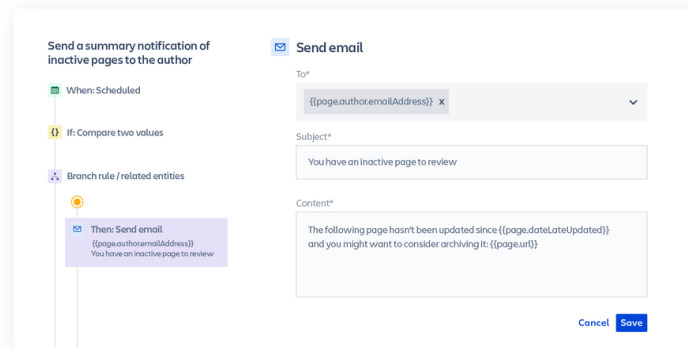 Send a summary notification of
inactive pages to the author
When: Scheduled
{} If: Compare two values
Branch rule / related entities
Then: Send email
{{page.author.emailAddress}}
You have an inactive page to review
Send email
To*
{{page.author.emailAddress}} x
Subject*
You have an inactive page to review
Content*
The following page hasn't been updated since {{page.dateLateUpdated}}
and you might want to consider archiving it: {{page.url}}
Cancel Save